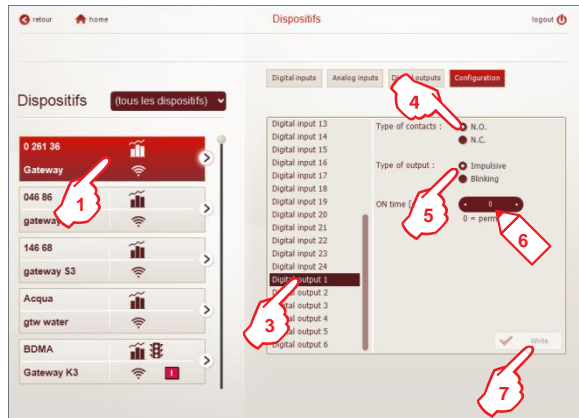 retour
home
Dispositifs
logout
Digital inputs
Analog inputs
outputs
Configuration
Dispositifs
(tous les dispositifs)
0 261 36
Gateway
046 86
gateway
146 68
gateway S3
Acqua
gtw water
BDMA
Gateway K3
I
Digital input 13
Digital input 14
Digital input 15
Digital input 16
Digital input 17
Digital input 18
Digital input 19
Digital input 20
Digital input 21
Digital input 22
Digital input 23
Digital input 24
Digital output 1
Digital output 2
output 3
output 4
output 5
Digital output 6
Type of contacts :
N.O.
N.C.
Type of output :
Impulsive
Blinking
ON time
0
0 = perm
Write
1
3
4
5
6
7